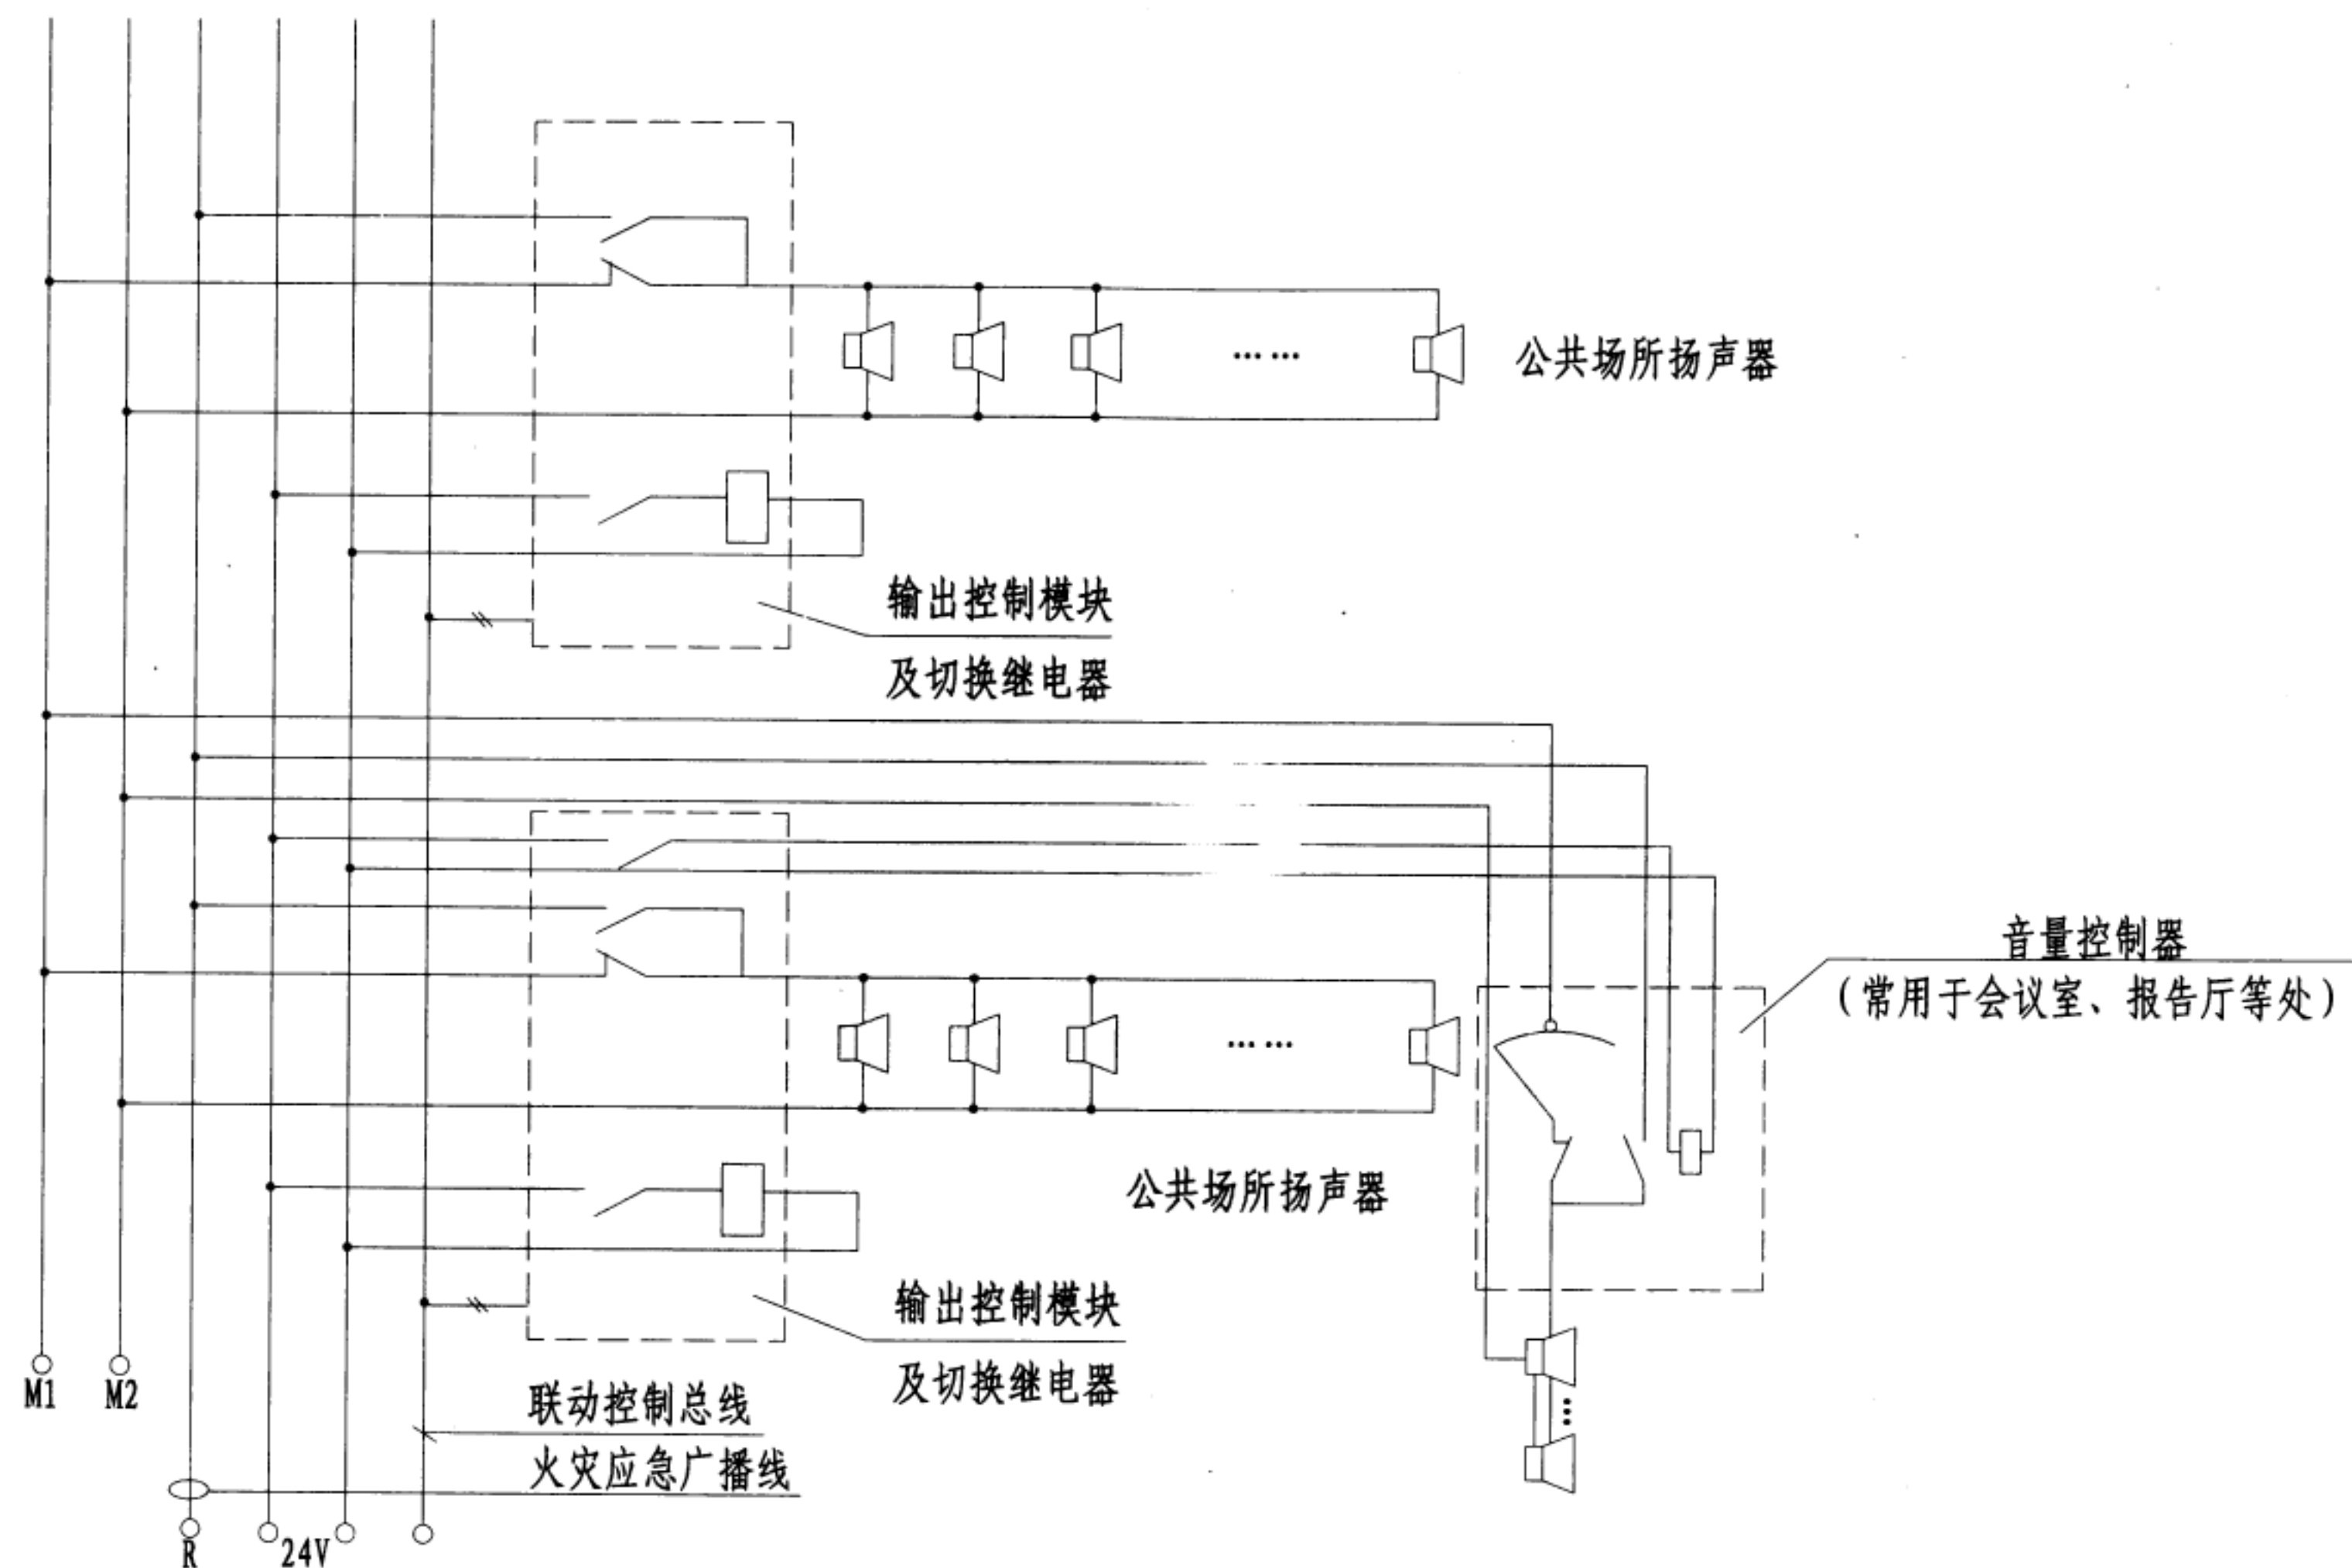 公共场所扬声器
输出控制模块
及切换继电器
音量控制器
(常用于会议室、报告厅等处)
公共场所扬声器
输出控制模块
及切换继电器
M1
M2
联动控制总线
火灾应急广播线
R
24V